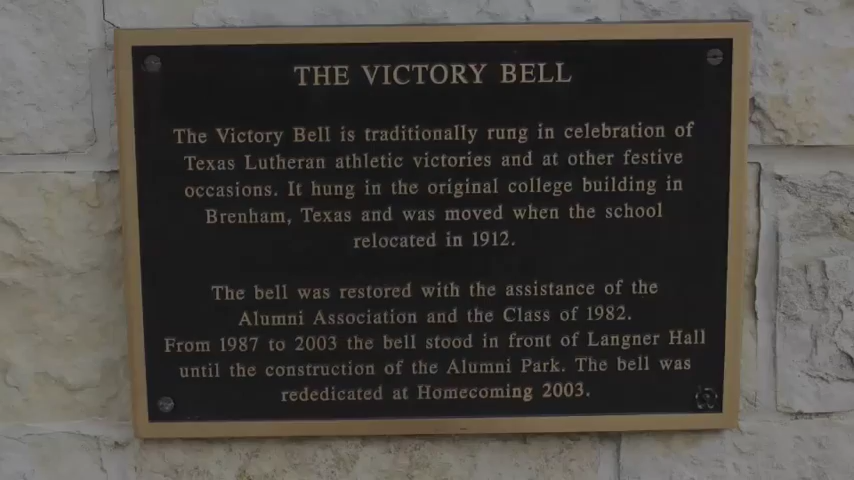 THE VICTORY BELL
The Victory Bell is traditionally rung in celebration of
Texas Lutheran athletic victories and at other festive
occasions. It hung in the original college building in
Brenham, Texas and was moved when the school
relocated in 1912.
The bell was restored with the assistance of the
Alumni Association and the Class of 1982.
From 1987 to 2003 the bell stood in front of Langner Hall
until the construction of the Alumni Park. The bell was
rededicated at Homecoming 2003.